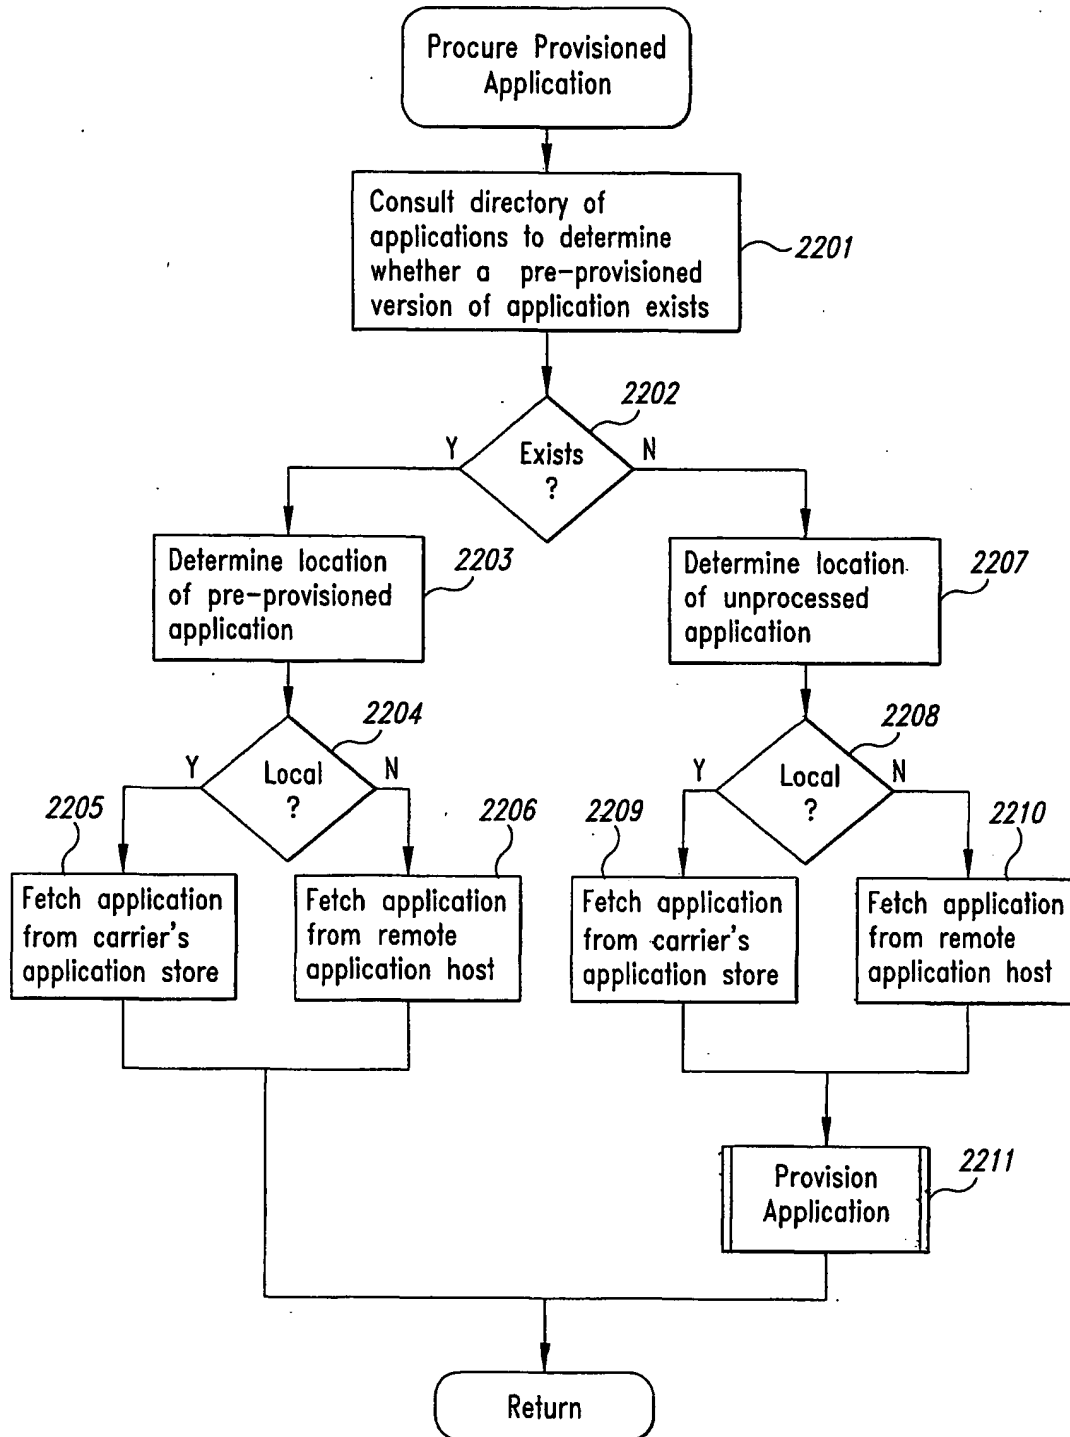 Procure Provisioned
Application
Consult directory of
applications to determine
whether a pre-provisioned
version of application exists
2201
2202
Y
Exists
?
N
Determine location
of pre-provisioned
application
2203
Determine location
of unprocessed
application
2207
2204
Y
Local
?
N
2208
Y
Local
?
N
2205
Fetch application
from carrier's
application store
2206
Fetch application
from remote
application host
2209
Fetch application
from carrier's
application store
2210
Fetch application
from remote
application host
Provision
Application
2211
Return